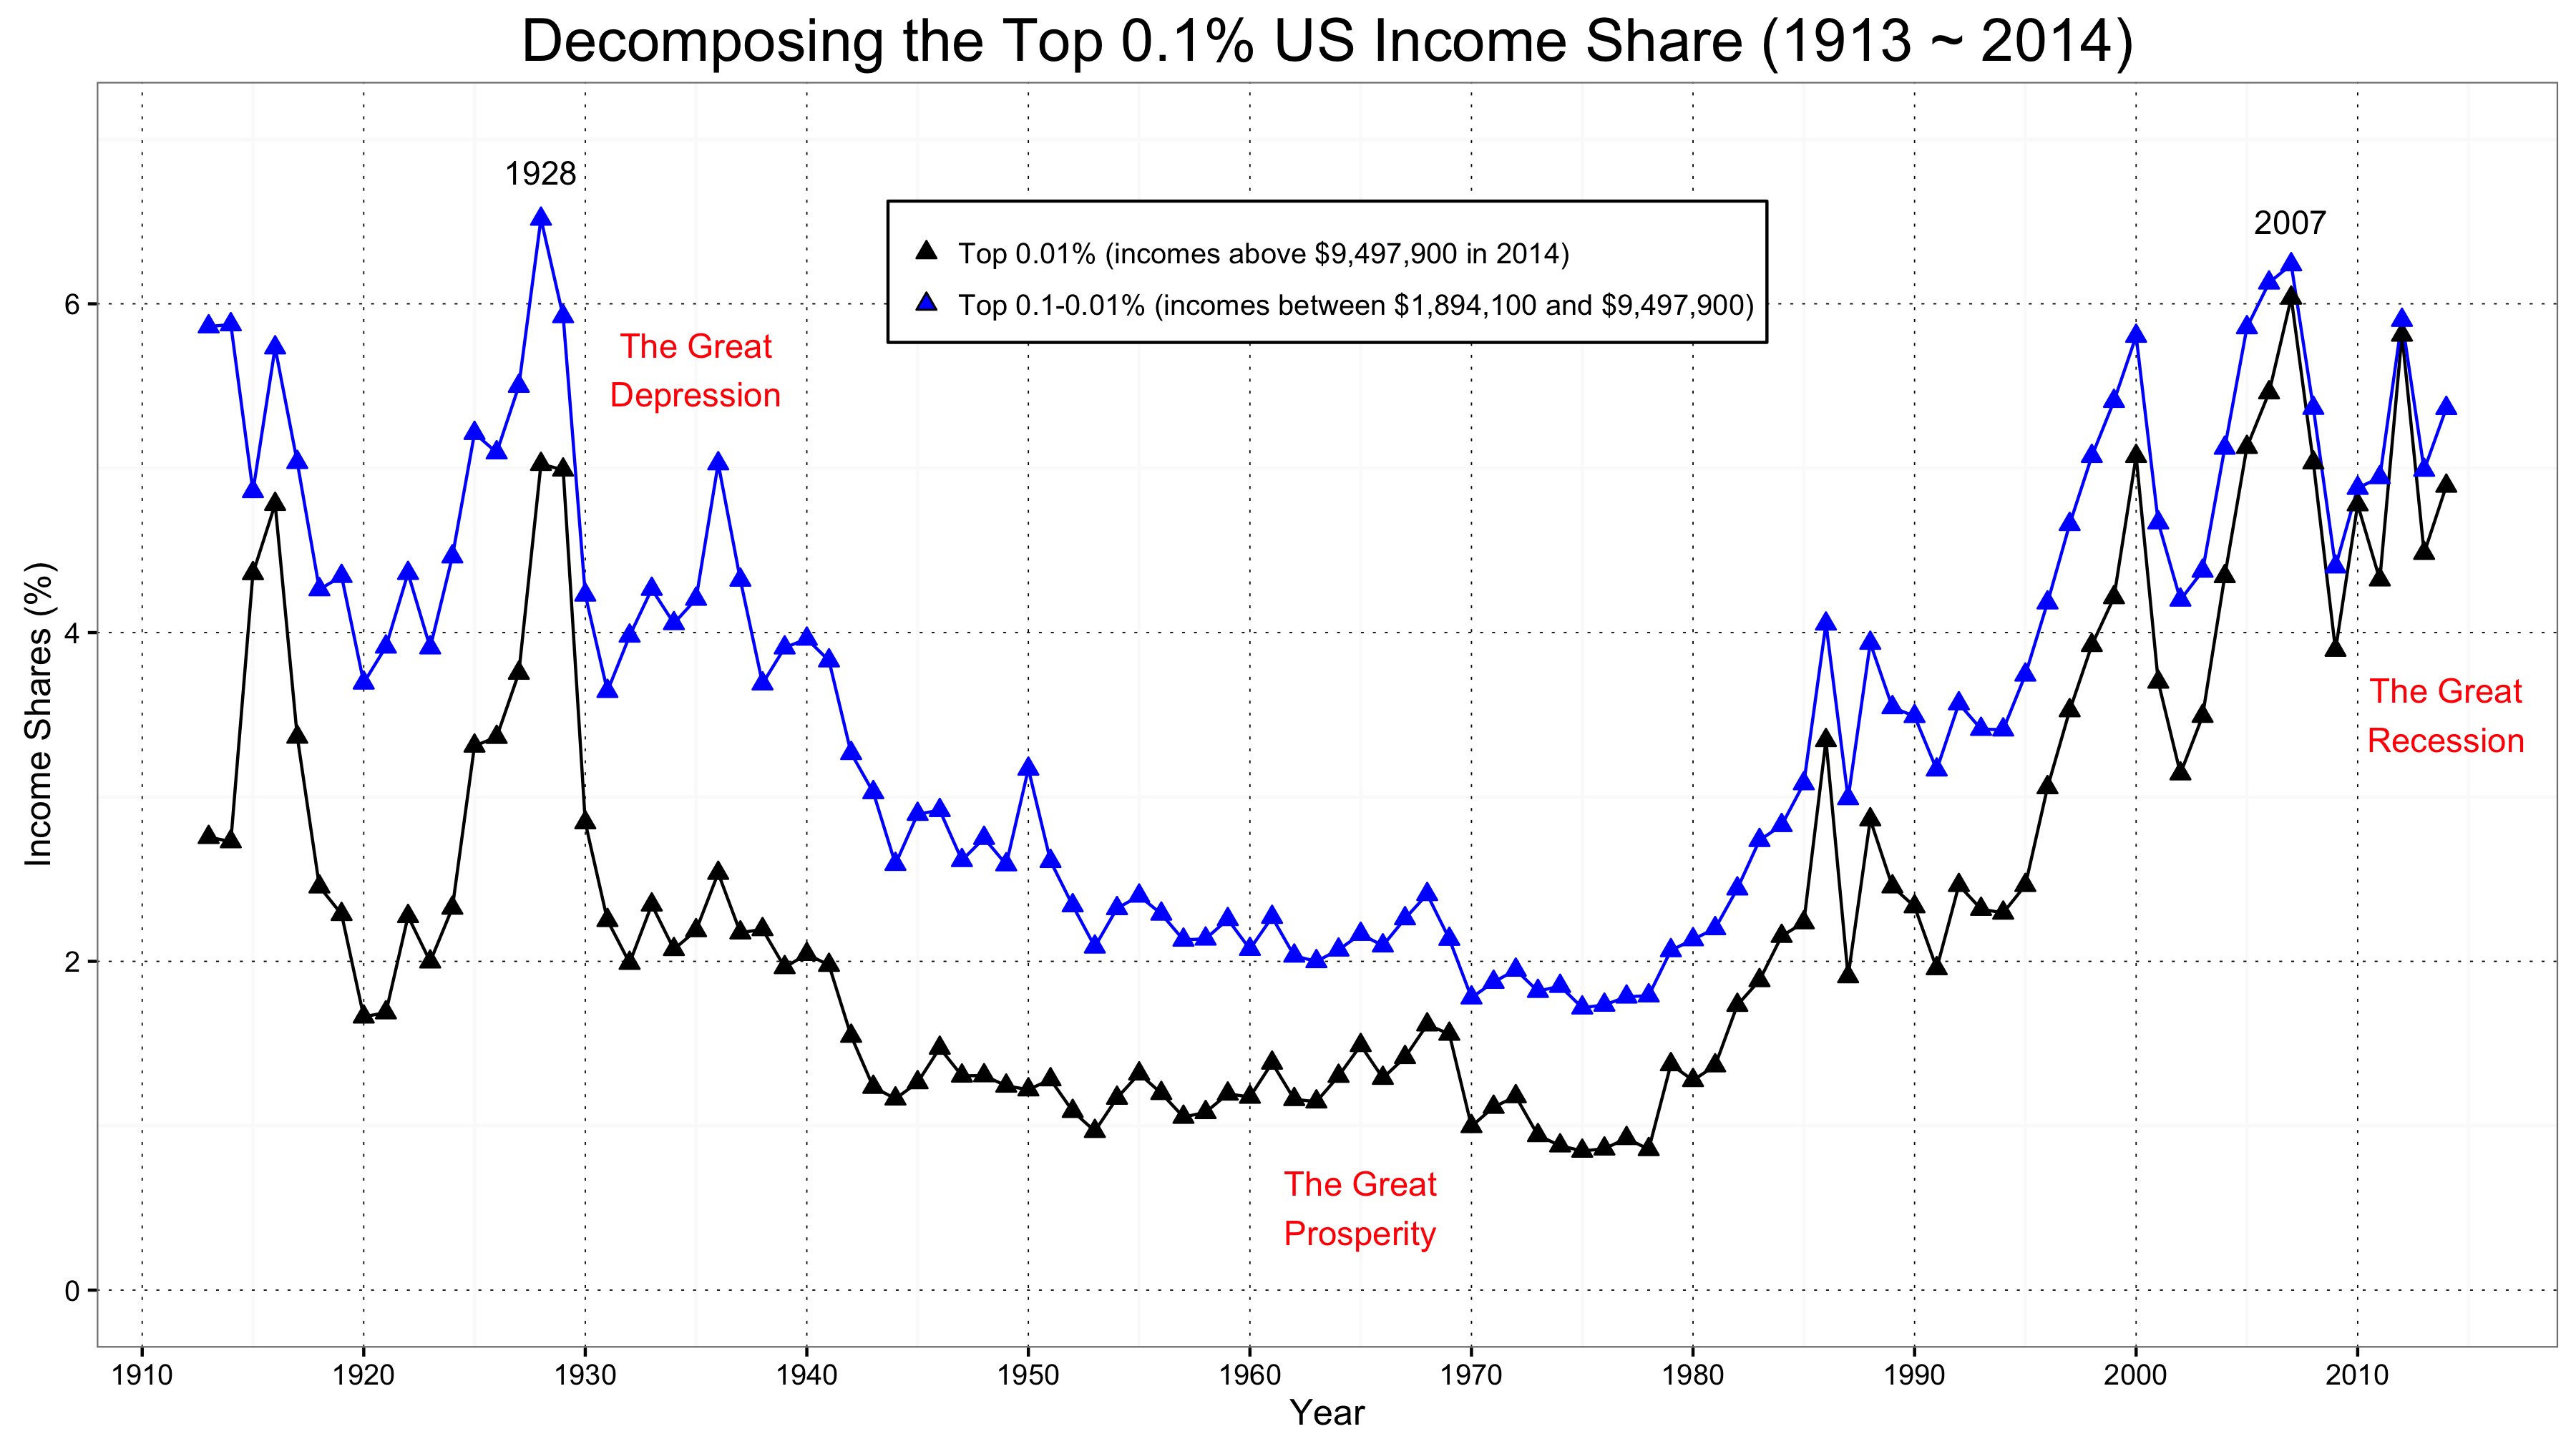 Decomposing the Top 0.1% US Income Share (1913 ~ 2014)
1928
2007
Top 0.01% (incomes above $9,497,900 in 2014)
Top 0.1-0.01% (incomes between $1,894,100 and $9,497,900)
The Great
Depression
The Great
Recession
The Great
Prosperity
Income Shares (%)
6
4
2
0
1910 1920 1930 1940 1950 1960 1970 1980 1990 2000 2010
Year